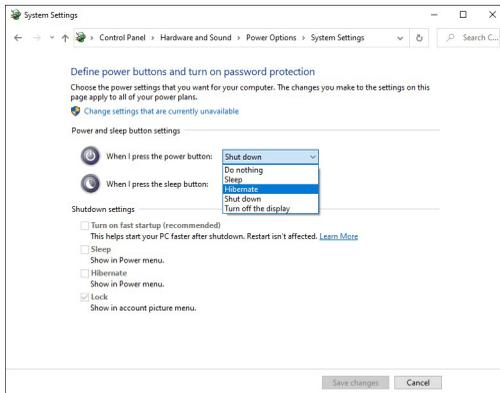 System Settings
Control Panel > Hardware and Sound > Power Options > System Settings
Search C...
Define power buttons and turn on password protection
Choose the power settings that you want for your computer. The changes you make to the settings on this
page apply to all of your power plans.
Change settings that are currently unavailable
Power and sleep button settings
When I press the power button: Shut down
Do nothing
Sleep
Hibernate
Shut down
Turn off the display
When I press the sleep button:
Shutdown settings
Turn on fast startup (recommended)
This helps start your PC faster after shutdown. Restart isn't affected. Learn More
Sleep
Show in Power menu.
Hibernate
Show in Power menu.
Lock
Show in account picture menu.
Save changes Cancel